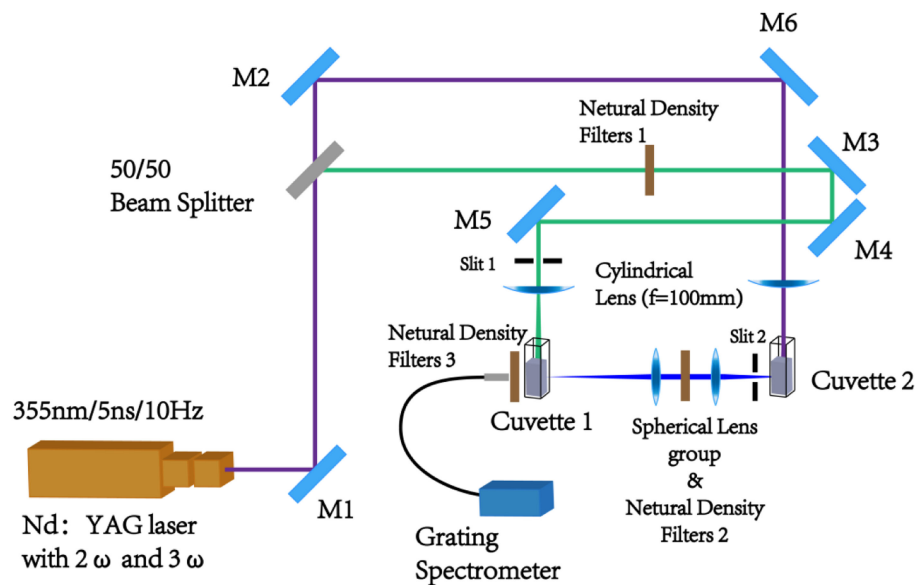 M6
M2
Netural Density
Filters 1
M3
50/50
Beam Splitter
M5
M4
Slit 1
Cylindrical
Lens (f=100mm)
Netural Density
Filters 3
Slit 2
Cuvette 1
Cuvette 2
355nm/5ns/10Hz
Spherical Lens
group
&
Netural Density
Filters 2
M1
Nd: YAG laser
with 2 ω and 3 ω
Grating
Spectrometer